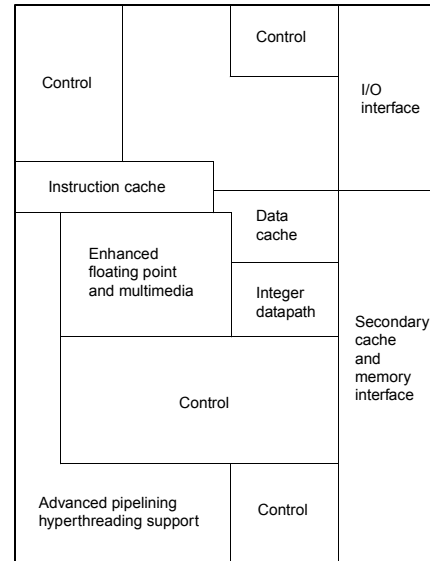 Control
Control
I/O
interface
Instruction cache
Data
cache
Enhanced
floating point
and multimedia
Integer
datapath
Secondary
cache
and
memory
interface
Control
Advanced pipelining
hyperthreading support
Control